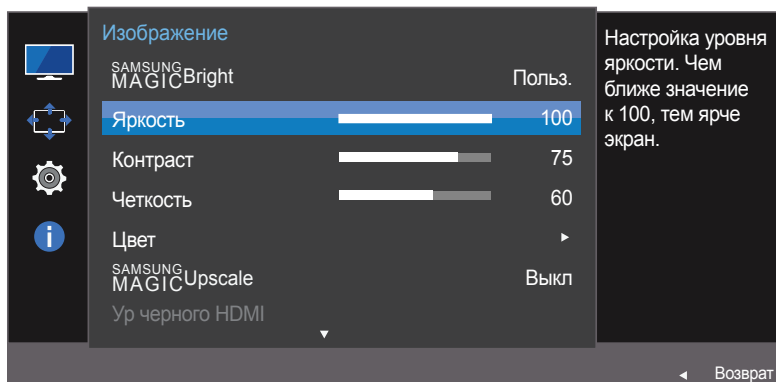 Изображение
SAMSUNG
MAGICBright Польз.
Яркость 100
Контраст 75
Четкость 60
Цвет
SAMSUNG
MAGICUpscale Выкл
Ур черного HDMI
Настройка уровня
яркости. Чем
ближе значение
к 100, тем ярче
экран.
i
Возврат